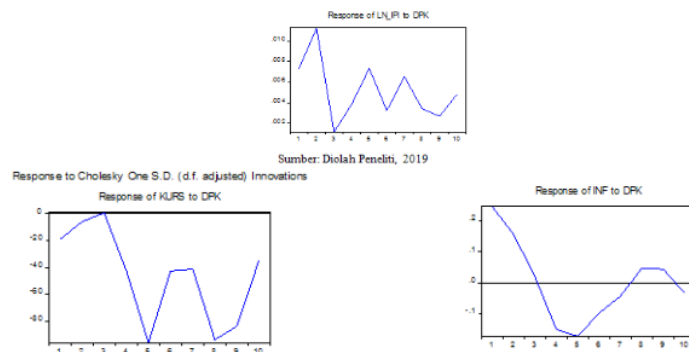 Response of LN_IPI to DPK
.010
.008
.006
.004
.002
1 2 3 4 5 6 7 8 9 10
Sumber: Diolah Peneliti, 2019
Response to Cholesky One S.D. (d.f. adjusted) Innovations
Response of KURS to DPK
0
-20
-40
-60
-80
1 2 3 4 5 6 7 8 9 10
Response of INF to DPK
.2
.1
.0
-.1
1 2 3 4 5 6 7 8 9 10